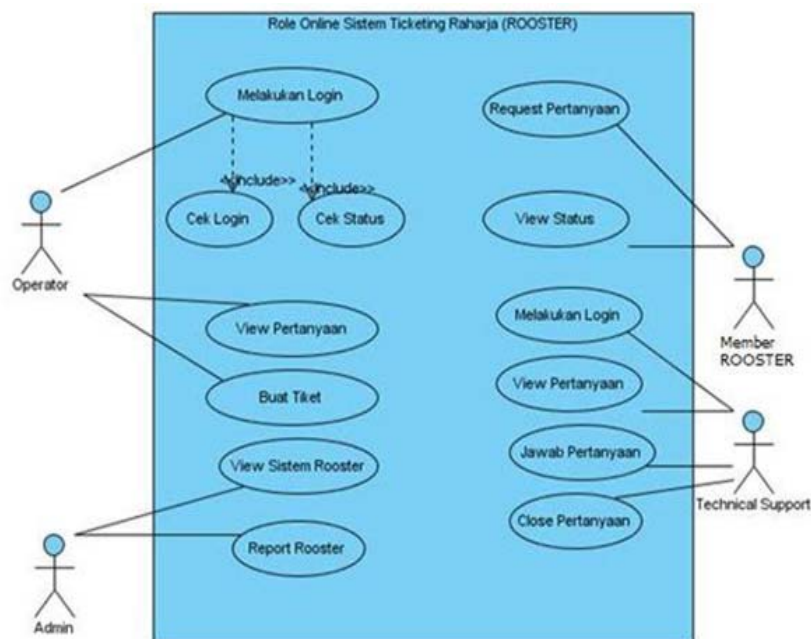 Role Online Sistem Ticketing Raharja (ROOSTER)
Melakukan Login
Request Pertanyaan
<<include>>
<<include>>
Cek Login
Cek Status
View Status
Operator
Member
ROOSTER
View Pertanyaan
Melakukan Login
Buat Tiket
View Pertanyaan
View Sistem Rooster
Jawab Pertanyaan
Technical Support
Close Pertanyaan
Report Rooster
Admin